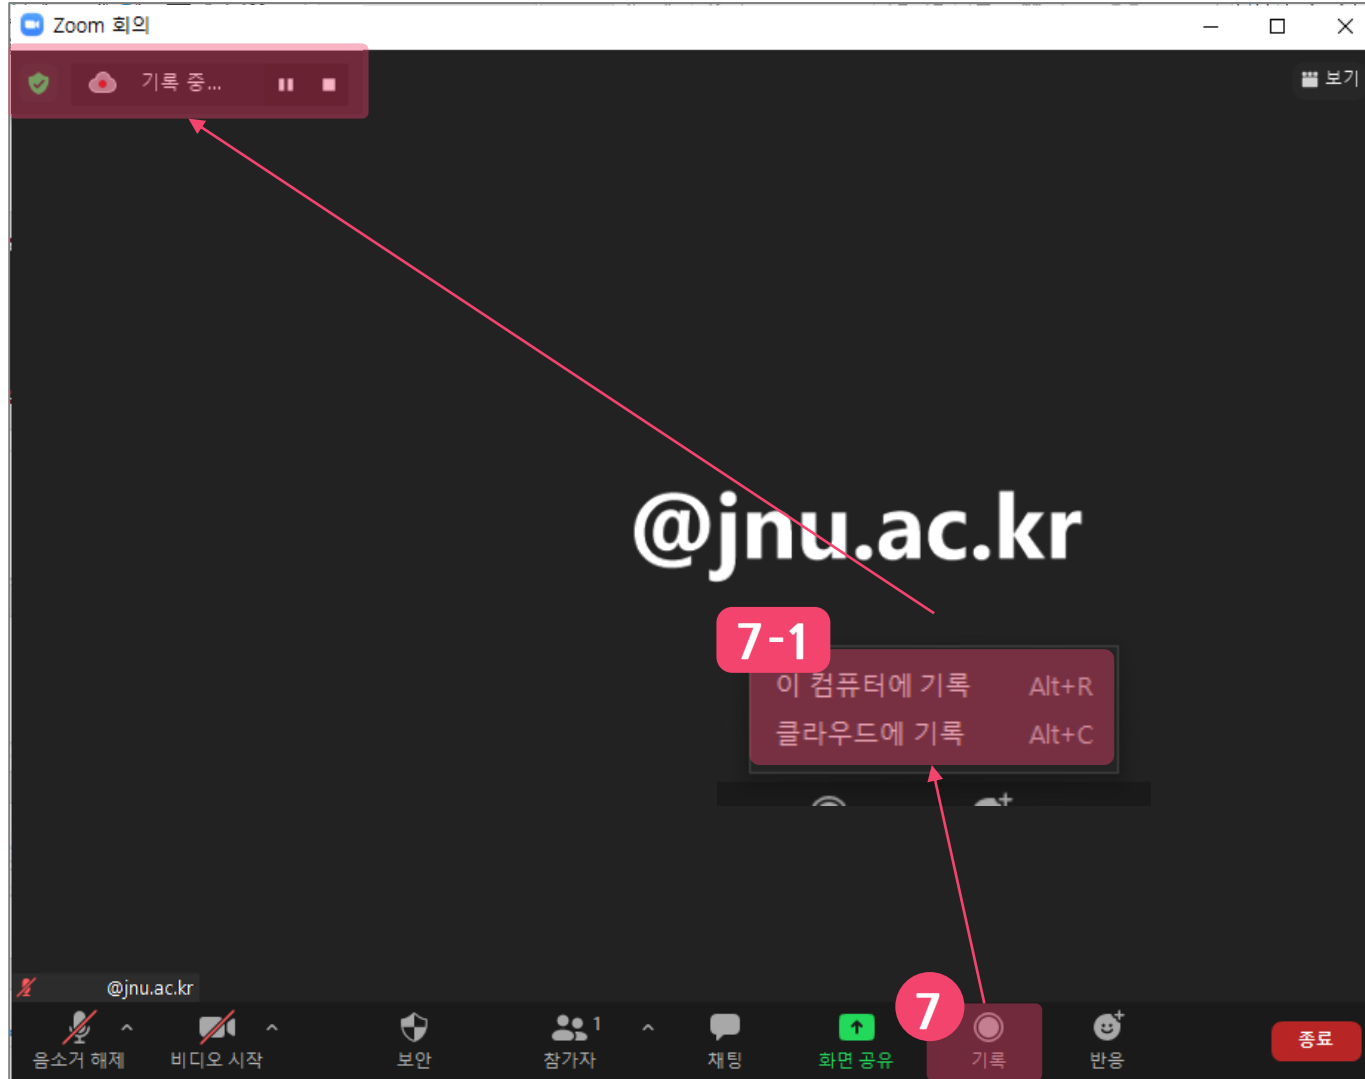 Zoom 회의
기록 중...
보기
@jnu.ac.kr
7-1
이 컴퓨터에 기록 Alt+R
클라우드에 기록 Alt+C
@jnu.ac.kr
7
음소거 해제
비디오 시작
보안
참가자 1
채팅
화면 공유
기록
반응
종료